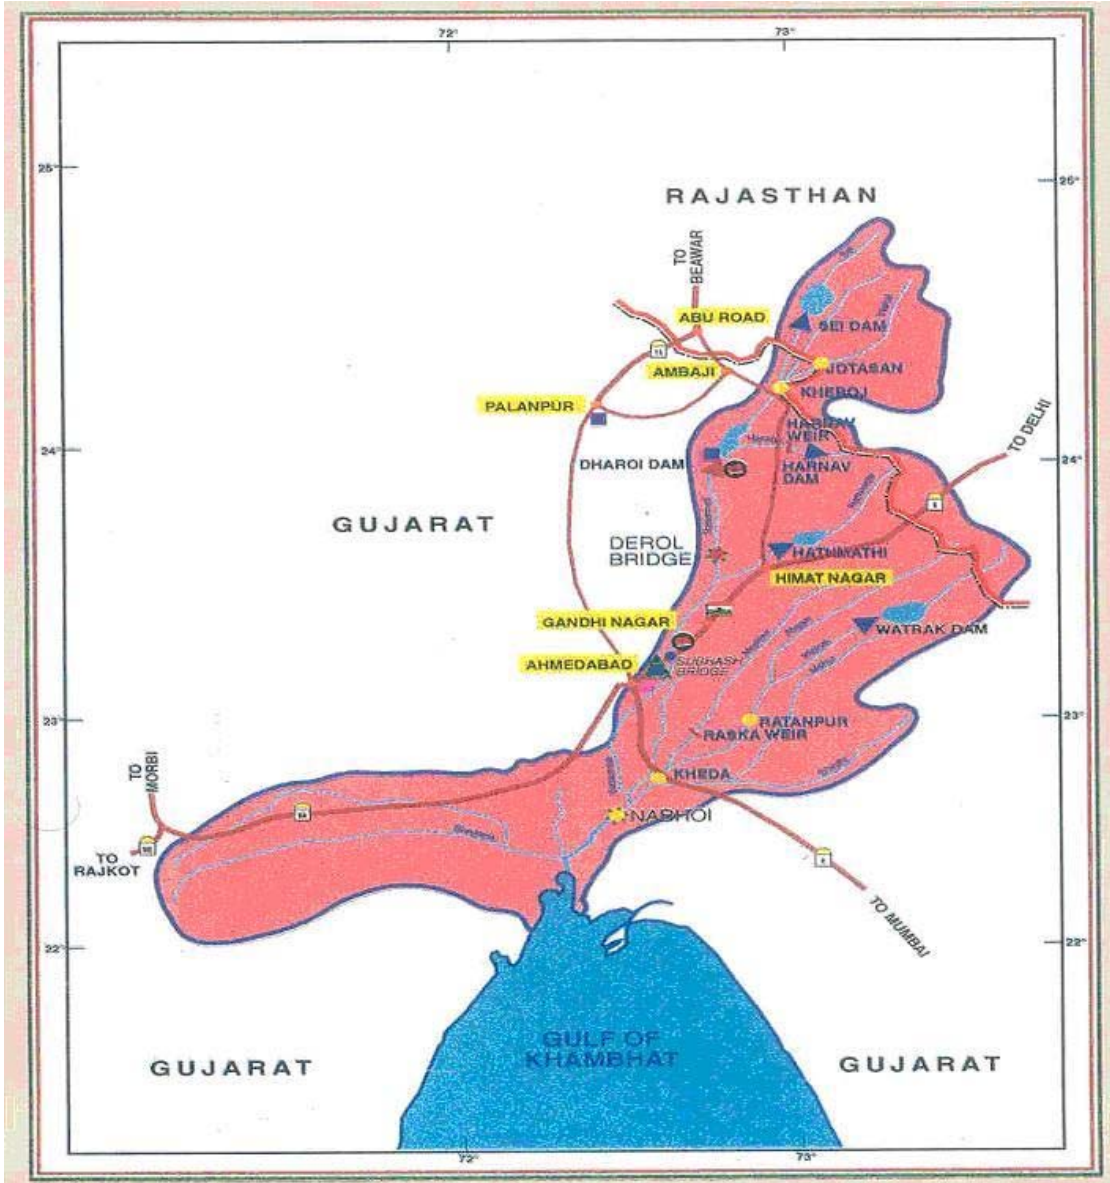 72°
73°
25°
25°
RAJASTHAN
TO
BEAWAR
ABU ROAD
SEI DAM
AMBAJI
JOTASAN
KHEROJ
PALANPUR
TO DELHI
WEIR
24°
24°
DHAROI DAM
HARNAV
DAM
GUJARAT
DEROL
BRIDGE
HATHMATHI
HIMAT NAGAR
GANDHI NAGAR
WATRAK DAM
AHMEDABAD
SUBHASH
BRIDGE
23°
23°
RATANPUR
RASKA WEIR
TO
MORBI
KHEDA
TO
RAJKOT
TO MUMBAI
22°
22°
GULF OF
KHAMBHAT
GUJARAT
GUJARAT
72°
73°